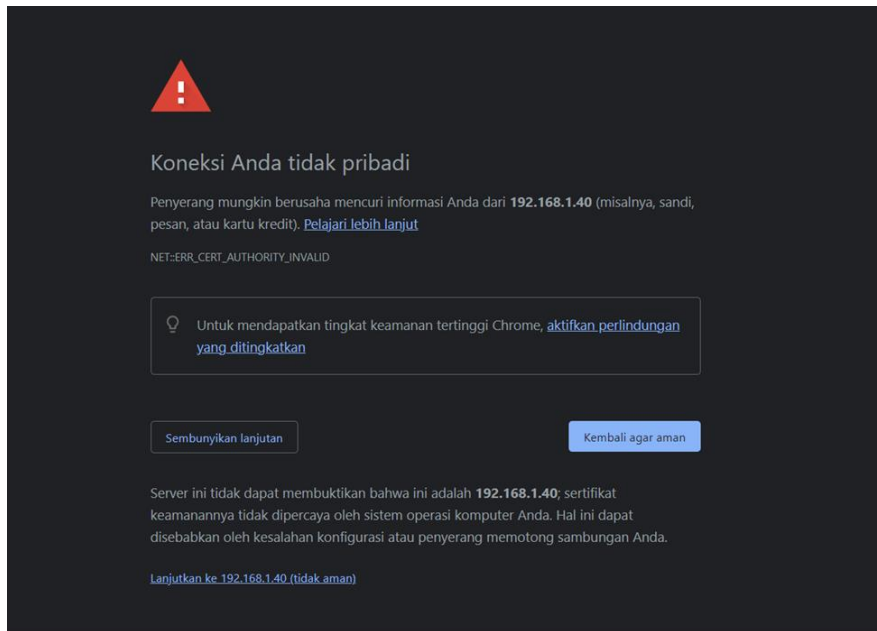 Koneksi Anda tidak pribadi
Penyerang mungkin berusaha mencuri informasi Anda dari 192.168.1.40 (misalnya, sandi,
pesan, atau kartu kredit). Pelajari lebih lanjut
NET::ERR_CERT_AUTHORITY_INVALID
Untuk mendapatkan tingkat keamanan tertinggi Chrome, aktifkan perlindungan
yang ditingkatkan
Sembunyikan lanjutan
Kembali agar aman
Server ini tidak dapat membuktikan bahwa ini adalah 192.168.1.40; sertifikat
keamanannya tidak dipercaya oleh sistem operasi komputer Anda. Hal ini dapat
disebabkan oleh kesalahan konfigurasi atau penyerang memotong sambungan Anda.
Lanjutkan ke 192.168.1.40 (tidak aman)